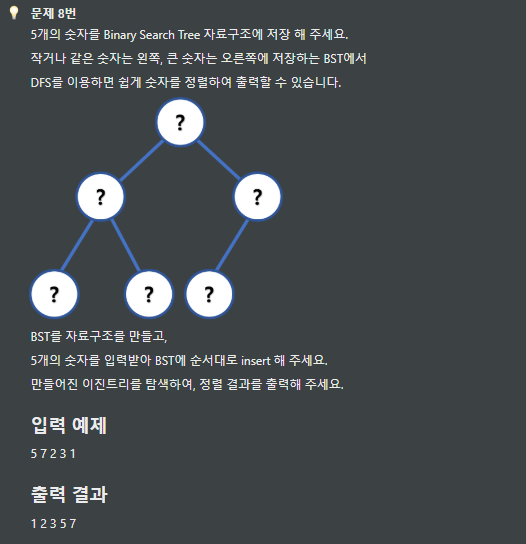 문제 8번
5개의 숫자를 Binary Search Tree 자료구조에 저장 해 주세요.
작거나 같은 숫자는 왼쪽, 큰 숫자는 오른쪽에 저장하는 BST에서
DFS를 이용하면 쉽게 숫자를 정렬하여 출력할 수 있습니다.
?
? ?
? ? ?
BST를 자료구조를 만들고,
5개의 숫자를 입력받아 BST에 순서대로 insert 해 주세요.
만들어진 이진트리를 탐색하여, 정렬 결과를 출력해 주세요.
입력 예제
5 7 2 3 1
출력 결과
1 2 3 5 7